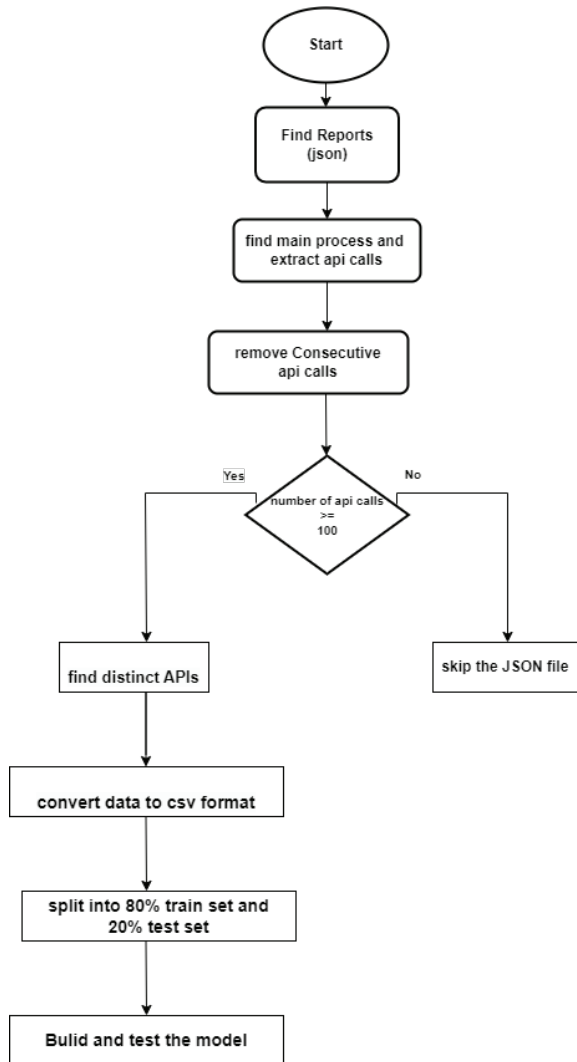 Start
Find Reports
(json)
find main process and
extract api calls
remove Consecutive
api calls
Yes
No
number of api calls
>=
100
find distinct APIs
skip the JSON file
convert data to csv format
split into 80% train set and
20% test set
Bulid and test the model